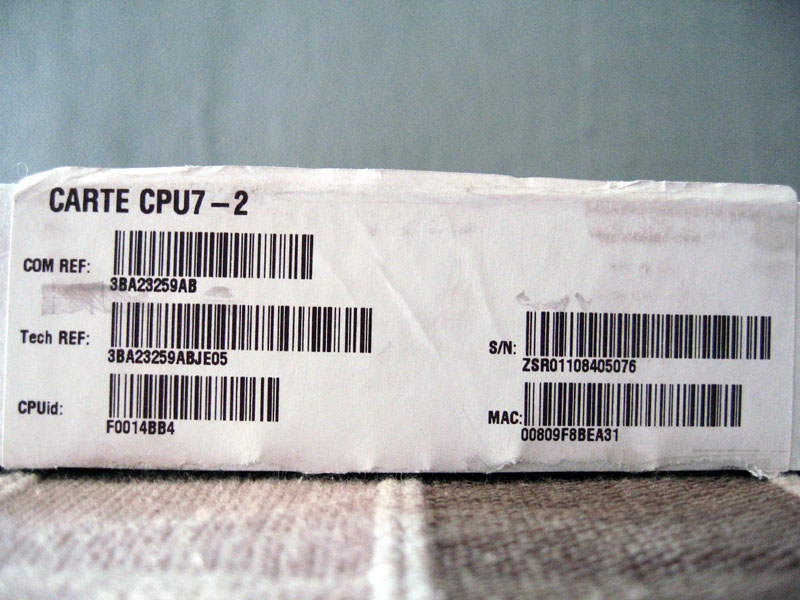 CARTE CPU7-2
COM REF:
3BA23259AB
Tech REF:
3BA23259ABJE05
CPUid:
F0014BB4
S/N:
ZSR01108405076
MAC:
00809F8BEA31